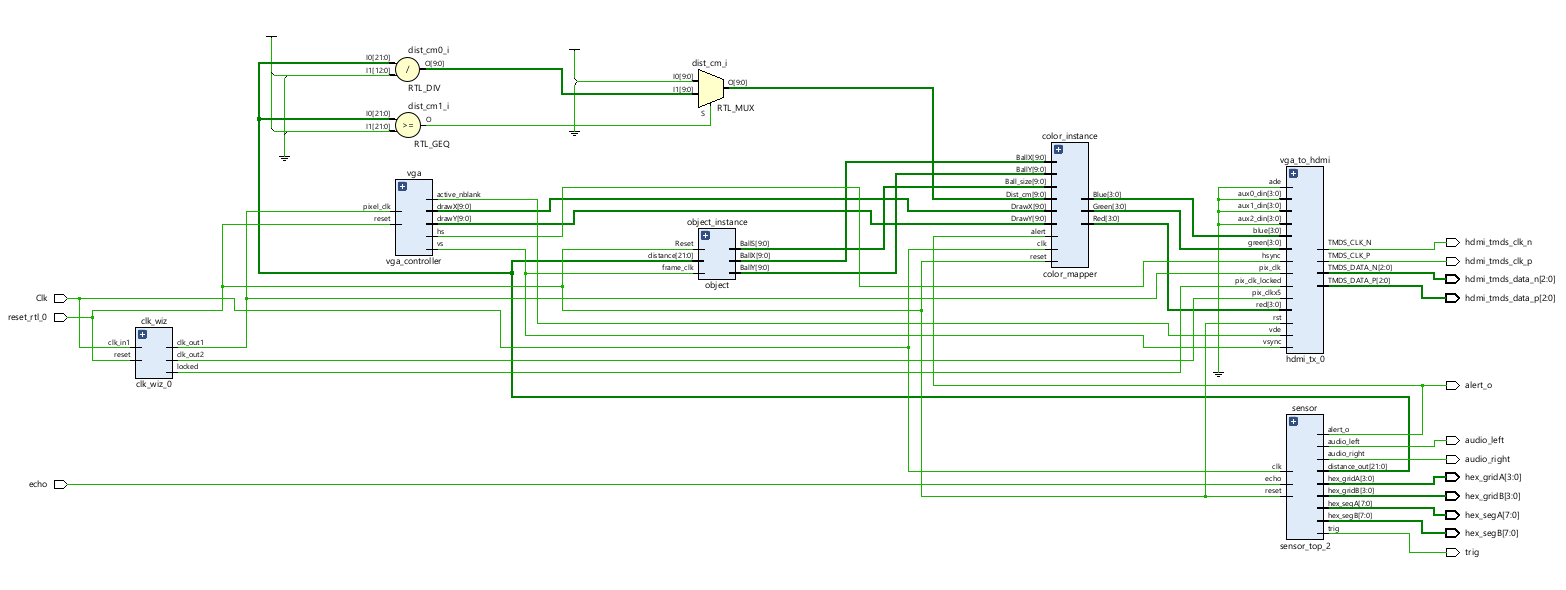 dist_cm0_i
I0[21:0]
I1[12:0]
/
O[9:0]
RTL_DIV
dist_cm1_i
I0[21:0]
I1[21:0]
>=
O
RTL_GEQ
dist_cm_i
I0[9:0]
I1[9:0]
S
O[9:0]
RTL_MUX
vga
pixel_clk
reset
active_nblank
drawX[9:0]
drawY[9:0]
hs
vs
vga_controller
object_instance
Reset
distance[21:0]
frame_clk
BallS[9:0]
BallX[9:0]
BallY[9:0]
object
color_instance
BallX[9:0]
BallY[9:0]
Ball_size[9:0]
Dist_cm[9:0]
DrawX[9:0]
DrawY[9:0]
alert
clk
reset
Blue[3:0]
Green[3:0]
Red[3:0]
color_mapper
vga_to_hdmi
ade
aux0_din[3:0]
aux1_din[3:0]
aux2_din[3:0]
blue[3:0]
green[3:0]
hsync
pix_clk
pix_clk_locked
pix_clkx5
red[3:0]
rst
vde
vsync
TMDS_CLK_N
TMDS_CLK_P
TMDS_DATA_N[2:0]
TMDS_DATA_P[2:0]
hdmi_tx_0
hdmi_tmds_clk_n
hdmi_tmds_clk_p
hdmi_tmds_data_n[2:0]
hdmi_tmds_data_p[2:0]
Clk
reset_rtl_0
clk_wiz
clk_in1
reset
clk_out1
clk_out2
locked
clk_wiz_0
echo
sensor
clk
echo
reset
alert_o
audio_left
audio_right
distance_out[21:0]
hex_gridA[3:0]
hex_gridB[3:0]
hex_segA[7:0]
hex_segB[7:0]
trig
sensor_top_2
alert_o
audio_left
audio_right
hex_gridA[3:0]
hex_gridB[3:0]
hex_segA[7:0]
hex_segB[7:0]
trig